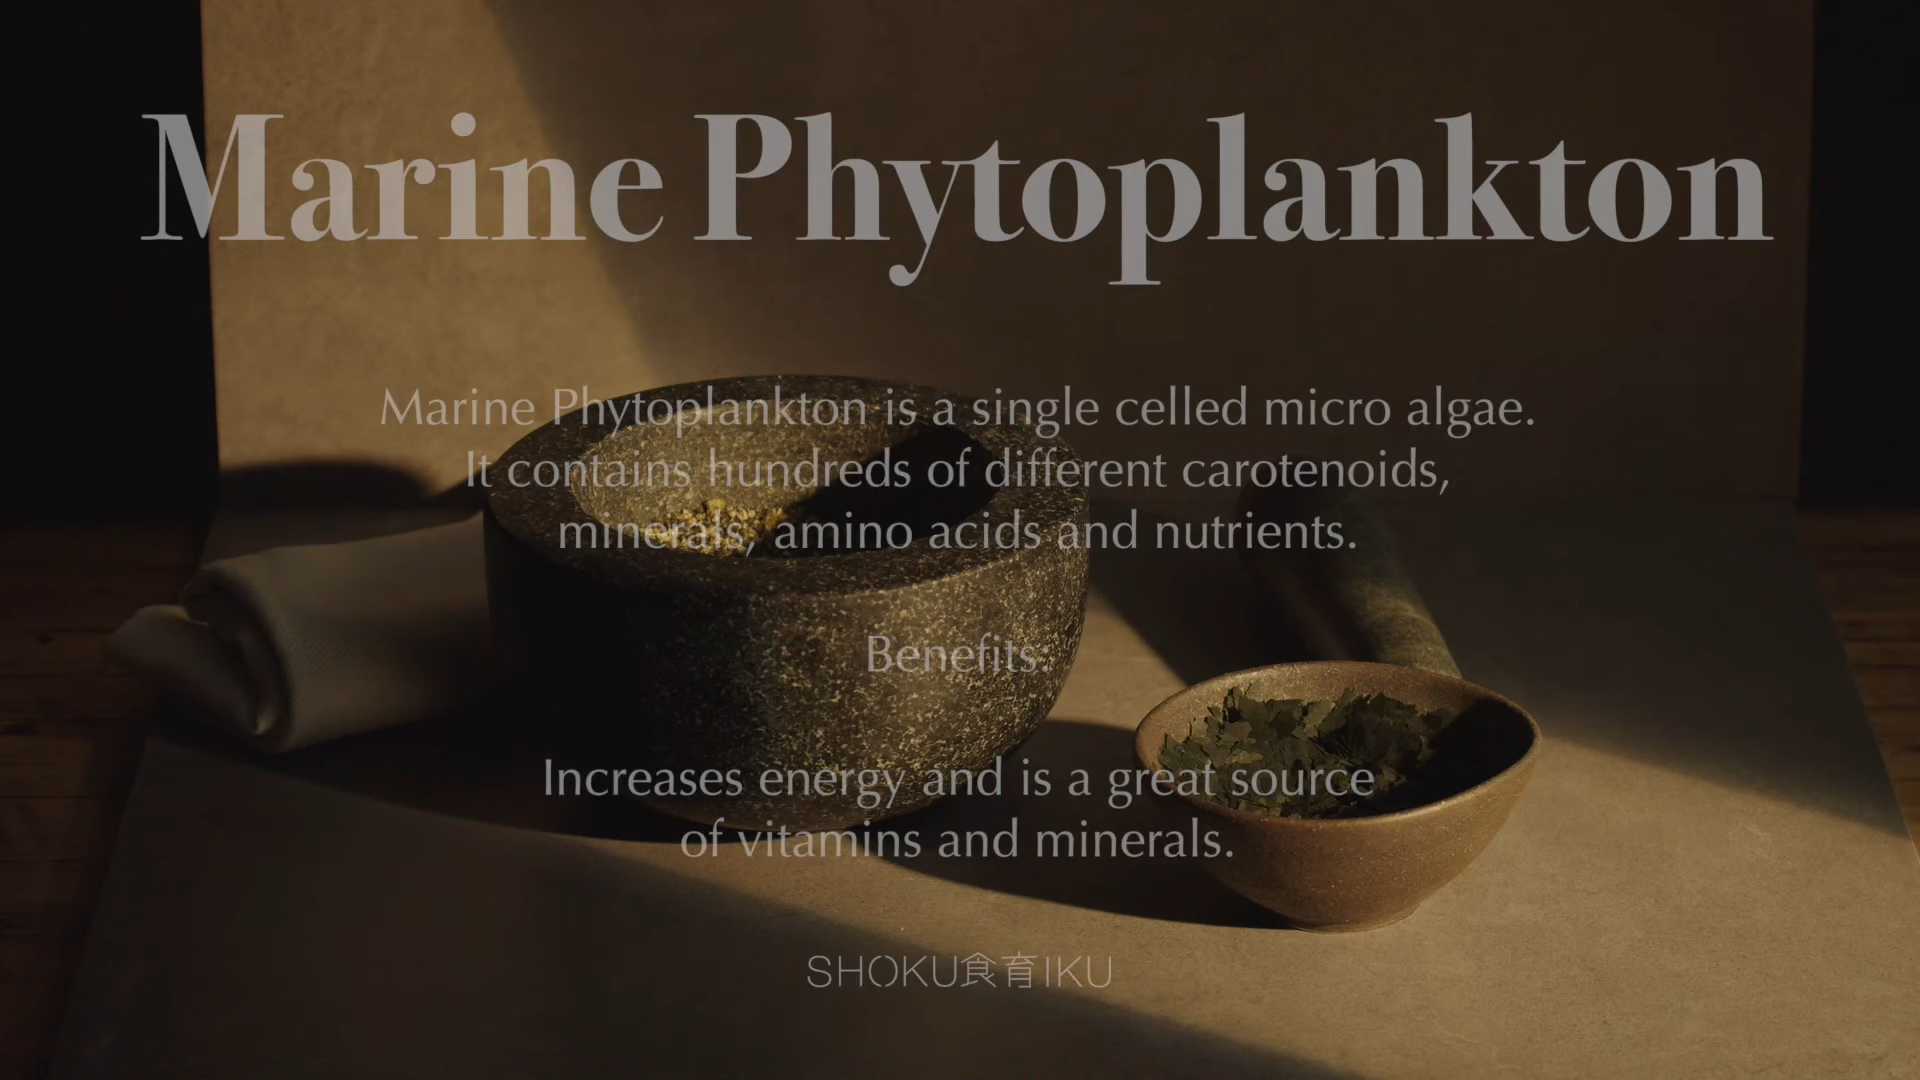 Marine Phytoplankton
Marine Phytoplankton is a single celled micro algae.
It contains hundreds of different carotenoids,
minerals, amino acids and nutrients.
Benefits.
Increases energy and is a great source
of vitamins and minerals.
SHOKU食育IKU